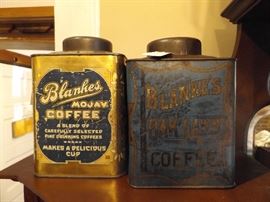 Blanke's
MOJAV
COFFEE
A BLEND OF
CAREFULLY SELECTED
FINE DRINKING COFFEES
MAKES A DELICIOUS
CUP
BLANKE'S
COFFEE